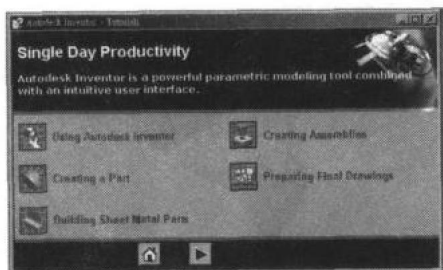 Autodesk Inventor - Tutorials
Single Day Productivity
Autodesk Inventor is a powerful parametric modeling tool combined
with an intuitive user interface.
Using Autodesk Inventor
Creating Assemblies
Creating a Part
Preparing Final Drawings
Building Sheet Metal Parts